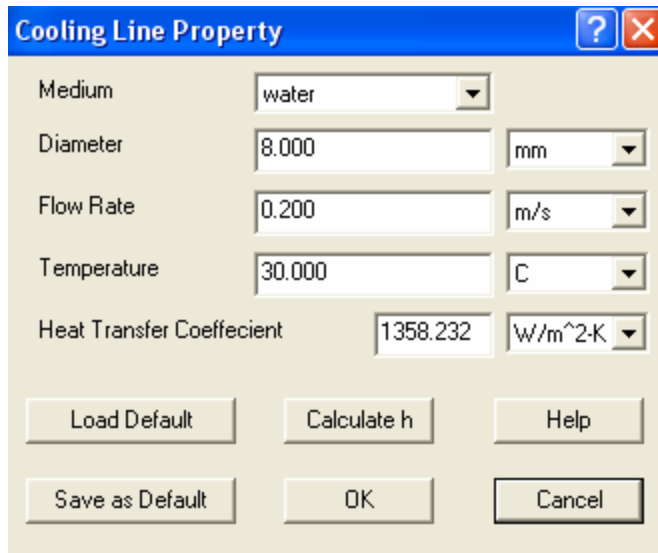 Cooling Line Property
Medium water
Diameter 8.000 mm
Flow Rate 0.200 m/s
Temperature 30.000 C
Heat Transfer Coeffecient 1358.232 W/m^2-K
Load Default Calculate h Help
Save as Default OK Cancel